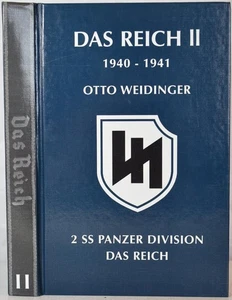 DAS REICH II
1940 - 1941
OTTO WEIDINGER
2 SS PANZER DIVISION
DAS REICH
Das Reich
II